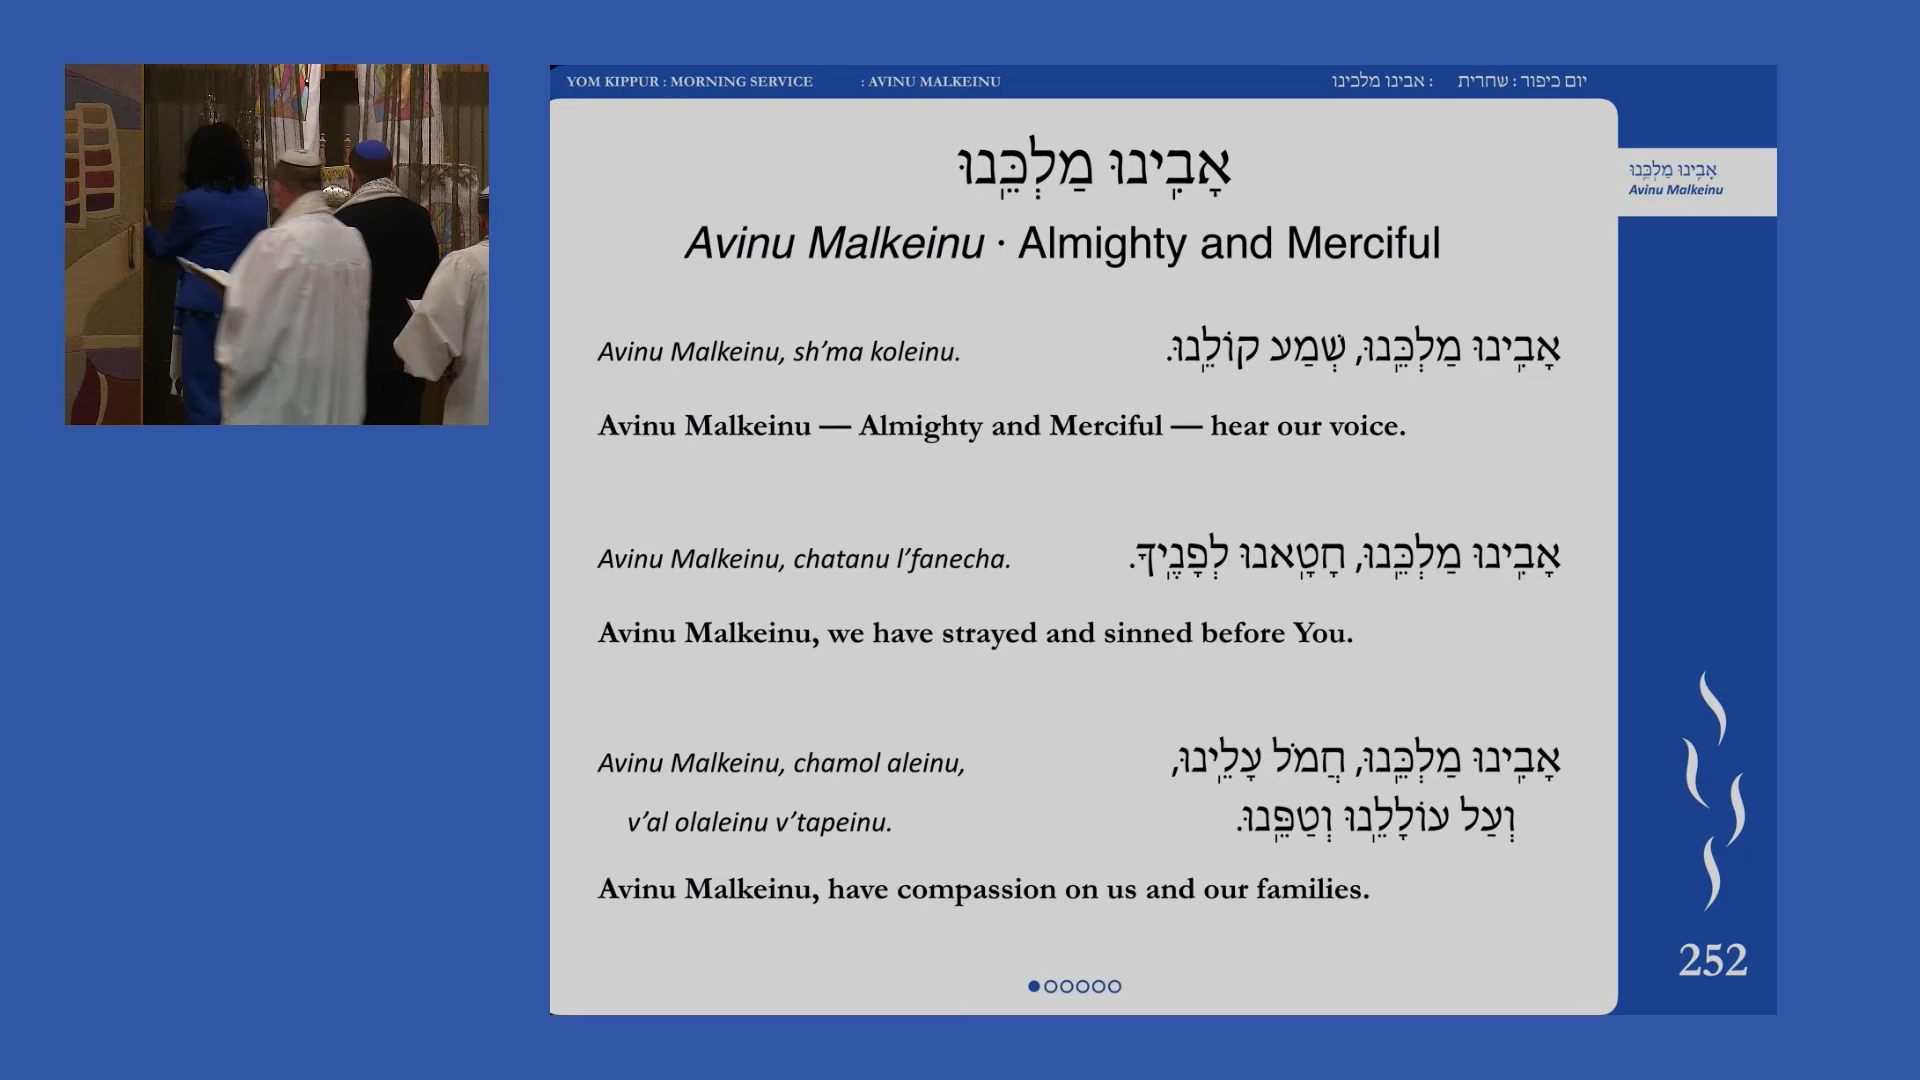 YOM KIPPUR : MORNING SERVICE : AVINU MALKEINU יום כיפור : שחרית : אבינו מלכינו
אָבִֽינוּ מַלְכֵּֽנוּ
Avinu Malkeinu
אָבִֽינוּ מַלְכֵּֽנוּ
Avinu Malkeinu · Almighty and Merciful
Avinu Malkeinu, sh’ma koleinu.
אָבִֽינוּ מַלְכֵּֽנוּ, שְׁמַע קוֹלֵֽנוּ.
Avinu Malkeinu — Almighty and Merciful — hear our voice.
Avinu Malkeinu, chatanu l’fanecha.
אָבִֽינוּ מַלְכֵּֽנוּ, חָטָֽאנוּ לְפָנֶֽיךָ.
Avinu Malkeinu, we have strayed and sinned before You.
Avinu Malkeinu, chamol aleinu,
v’al olaleinu v’tapeinu.
אָבִֽינוּ מַלְכֵּֽנוּ, חֲמֹל עָלֵֽינוּ,
וְעַל עוֹלָלֵֽנוּ וְטַפֵּֽנוּ.
Avinu Malkeinu, have compassion on us and our families.
252